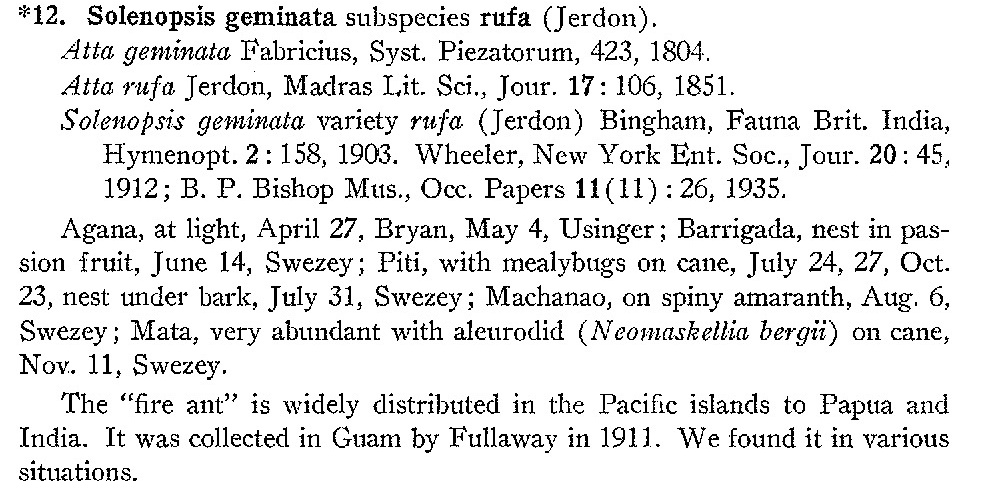 *12. Solenopsis geminata subspecies rufa (Jerdon).
Atta geminata Fabricius, Syst. Piezatorum, 423, 1804.
Atta rufa Jerdon, Madras Lit. Sci., Jour. 17: 106, 1851.
Solenopsis geminata variety rufa (Jerdon) Bingham, Fauna Brit. India,
Hymenopt. 2: 158, 1903. Wheeler, New York Ent. Soc., Jour. 20: 45,
1912; B. P. Bishop Mus., Occ. Papers 11(11): 26, 1935.
Agana, at light, April 27, Bryan, May 4, Usinger; Barrigada, nest in pas-
sion fruit, June 14, Swezey; Piti, with mealybugs on cane, July 24, 27, Oct.
23, nest under bark, July 31, Swezey; Machanao, on spiny amaranth, Aug. 6,
Swezey; Mata, very abundant with aleurodid (Neomaskellia bergii) on cane,
Nov. 11, Swezey.
The “fire ant” is widely distributed in the Pacific islands to Papua and
India. It was collected in Guam by Fullaway in 1911. We found it in various
situations.